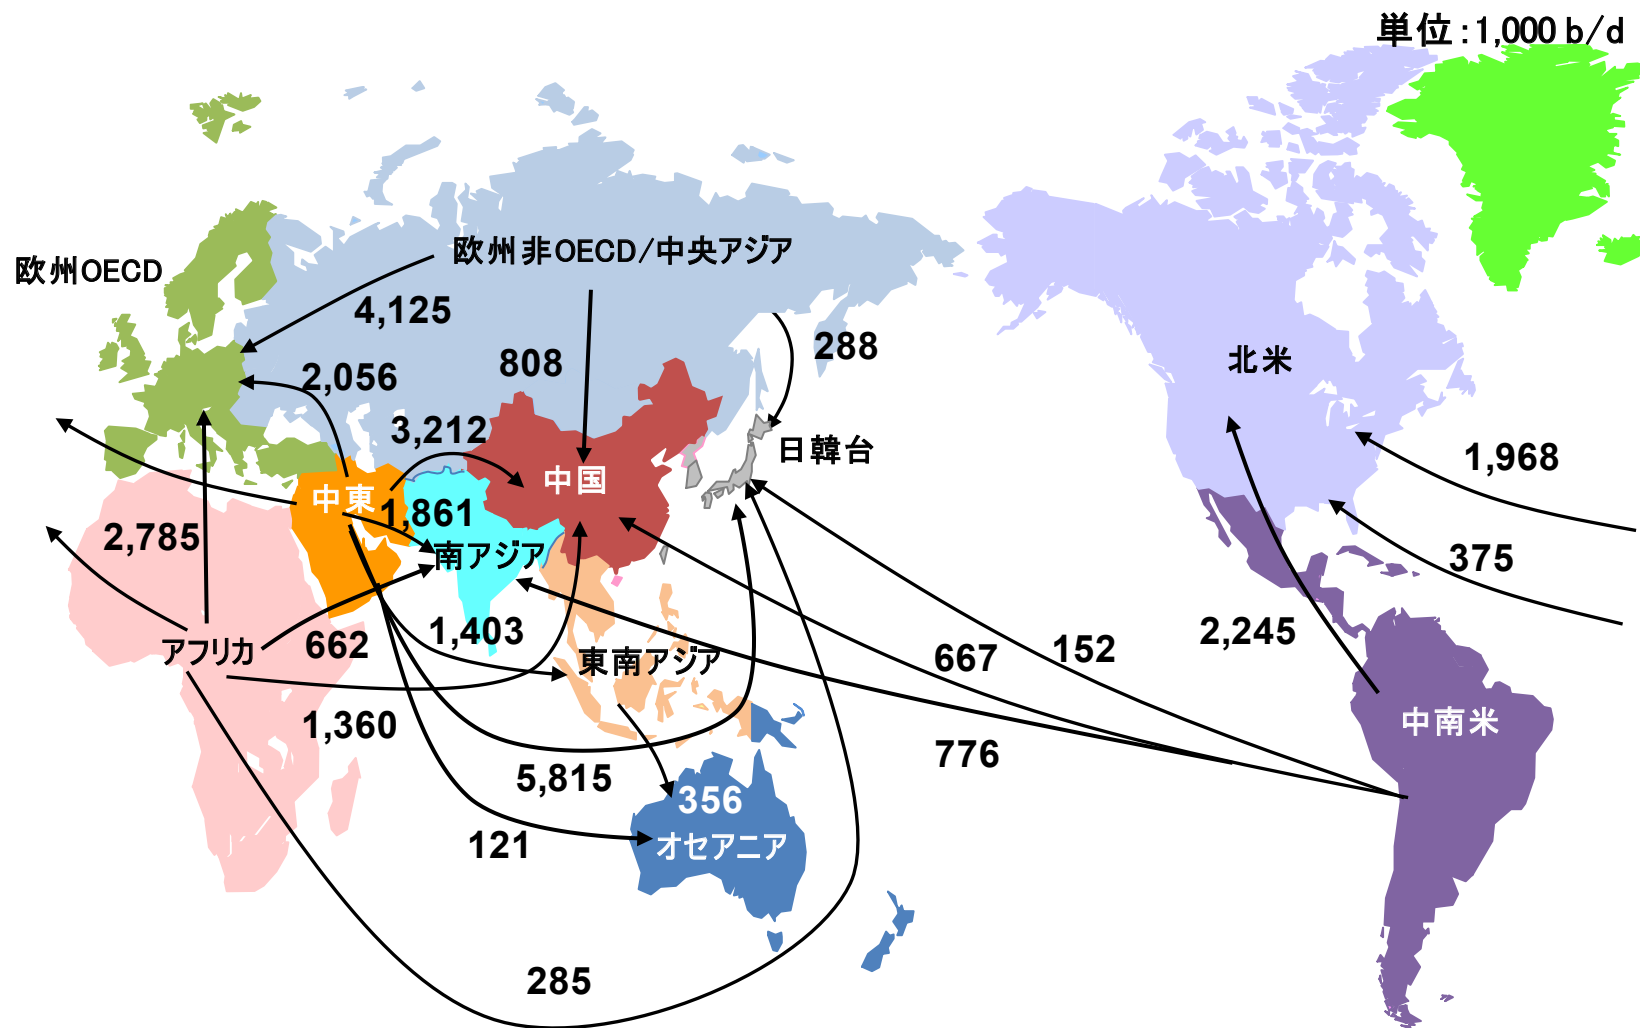 単位:1,000 b/d
欧州非OECD/中央アジア
欧州OECD
4,125
288
808
北米
2,056
3,212
日韓台
1,968
中国
中東
1,861
2,785
南アジア
375
1,403
662
2,245
アフリカ
東南アジア
667
152
1,360
中南米
776
5,815
356
121
オセアニア
285